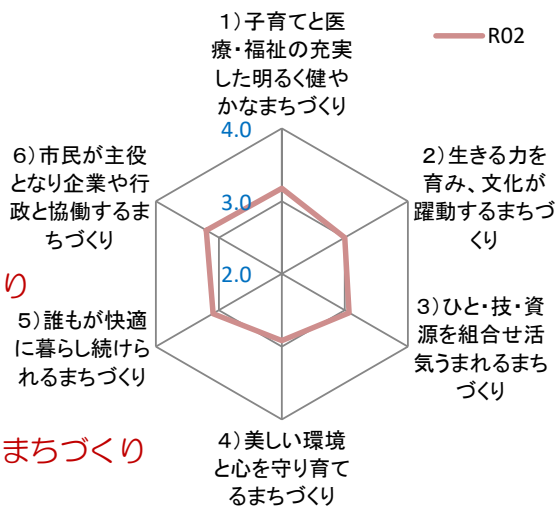 1）子育てと医
療・福祉の充実
した明るく健や
かなまちづくり
R02
4.0
3.0
2.0
2）生きる力を
育み、文化が
躍動するまちづ
くり
3）ひと・技・資
源を組合せ活
気うまれるまち
づくり
4）美しい環境
と心を守り育て
るまちづくり
5）誰もが快適
に暮らし続けら
れるまちづくり
6）市民が主役
となり企業や行
政と協働するま
ちづくり
り
まちづくり